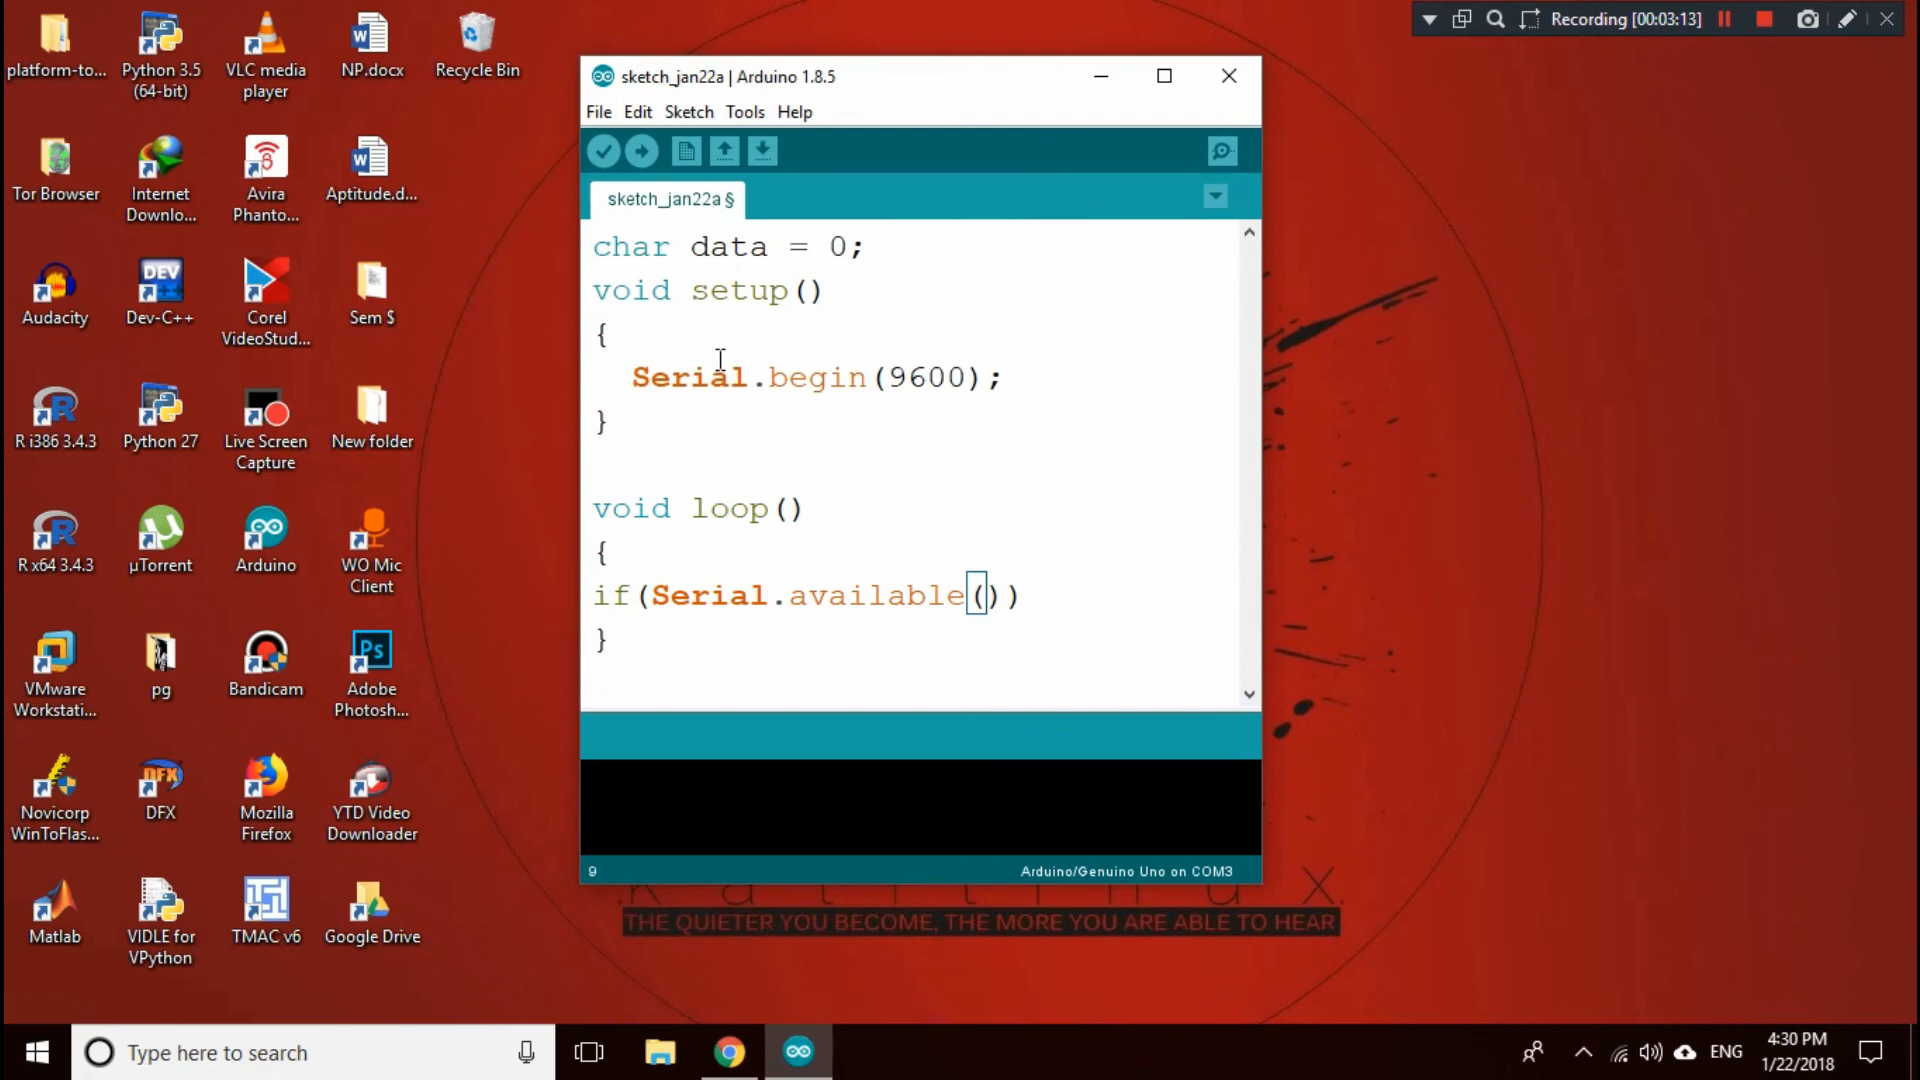 Recording [00:03:13]
platform-to...
Python 3.5
(64-bit)
VLC media
player
NP.docx
Recycle Bin
Tor Browser
Internet
Downlo...
Avira
Phanto...
Aptitude.d...
Audacity
DEV
Dev-C++
Corel
VideoStud...
Sem $
R i386 3.4.3
Python 27
Live Screen
Capture
New folder
R x64 3.4.3
µTorrent
Arduino
WO Mic
Client
VMware
Workstati...
pg
Bandicam
Ps
Adobe
Photosh...
Novicorp
WinToFlas...
DFX
DFX
Mozilla
Firefox
YTD Video
Downloader
Matlab
VIDLE for
VPython
TMAC v6
Google Drive
sketch_jan22a | Arduino 1.8.5
File Edit Sketch Tools Help
sketch_jan22a §
char data = 0;
void setup()
{
Serial.begin(9600);
}
void loop()
{
if(Serial.available())
}
9
Arduino/Genuino Uno on COM3
THE QUIETER YOU BECOME, THE MORE YOU ARE ABLE TO HEAR
Type here to search
ENG
4:30 PM
1/22/2018